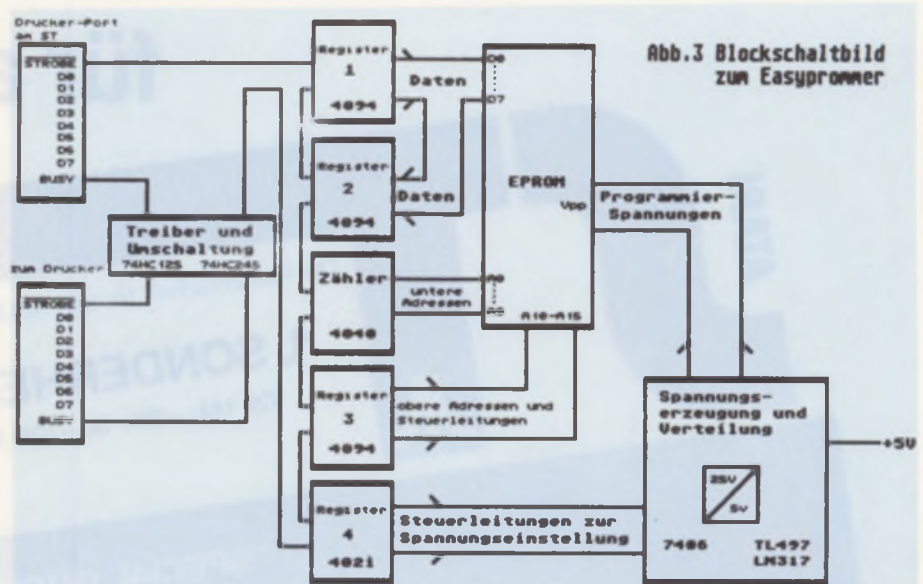 Drucker-Port
am ST
STROBE
D0
D1
D2
D3
D4
D5
D6
D7
BUSY
Treiber und
Umschaltung
74HC125 74HC245
zum Drucker
STROBE
D0
D1
D2
D3
D4
D5
D6
D7
BUSY
Register
1
4094
Register
2
4094
Zähler
4040
Register
3
4094
Register
4
4021
Daten
Daten
untere
Adressen
obere Adressen und
Steuerleitungen
Steuerleitungen zur
Spannungseinstellung
D0
D7
EPROM
Vpp
A0
A9
A10-A15
Abb.3 Blockschaltbild
zum Easyprommer
Programmier-
Spannungen
Spannungs-
erzeugung und
Verteilung
25V
5V
7406 TL497
LM317
+5V
SONDERHE